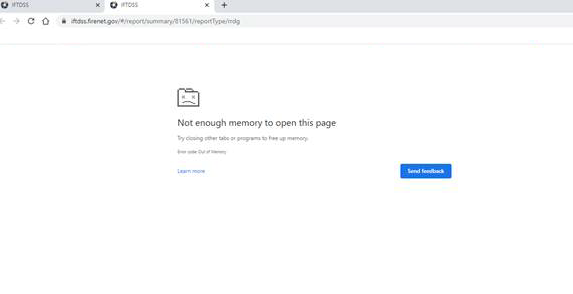 IFTDSS
IFTDSS
iftdss.firenet.gov/#/report/summary/81561/reportType/rrdg
Not enough memory to open this page
Try closing other tabs or programs to free up memory.
Error code: Out of Memory
Learn more
Send feedback